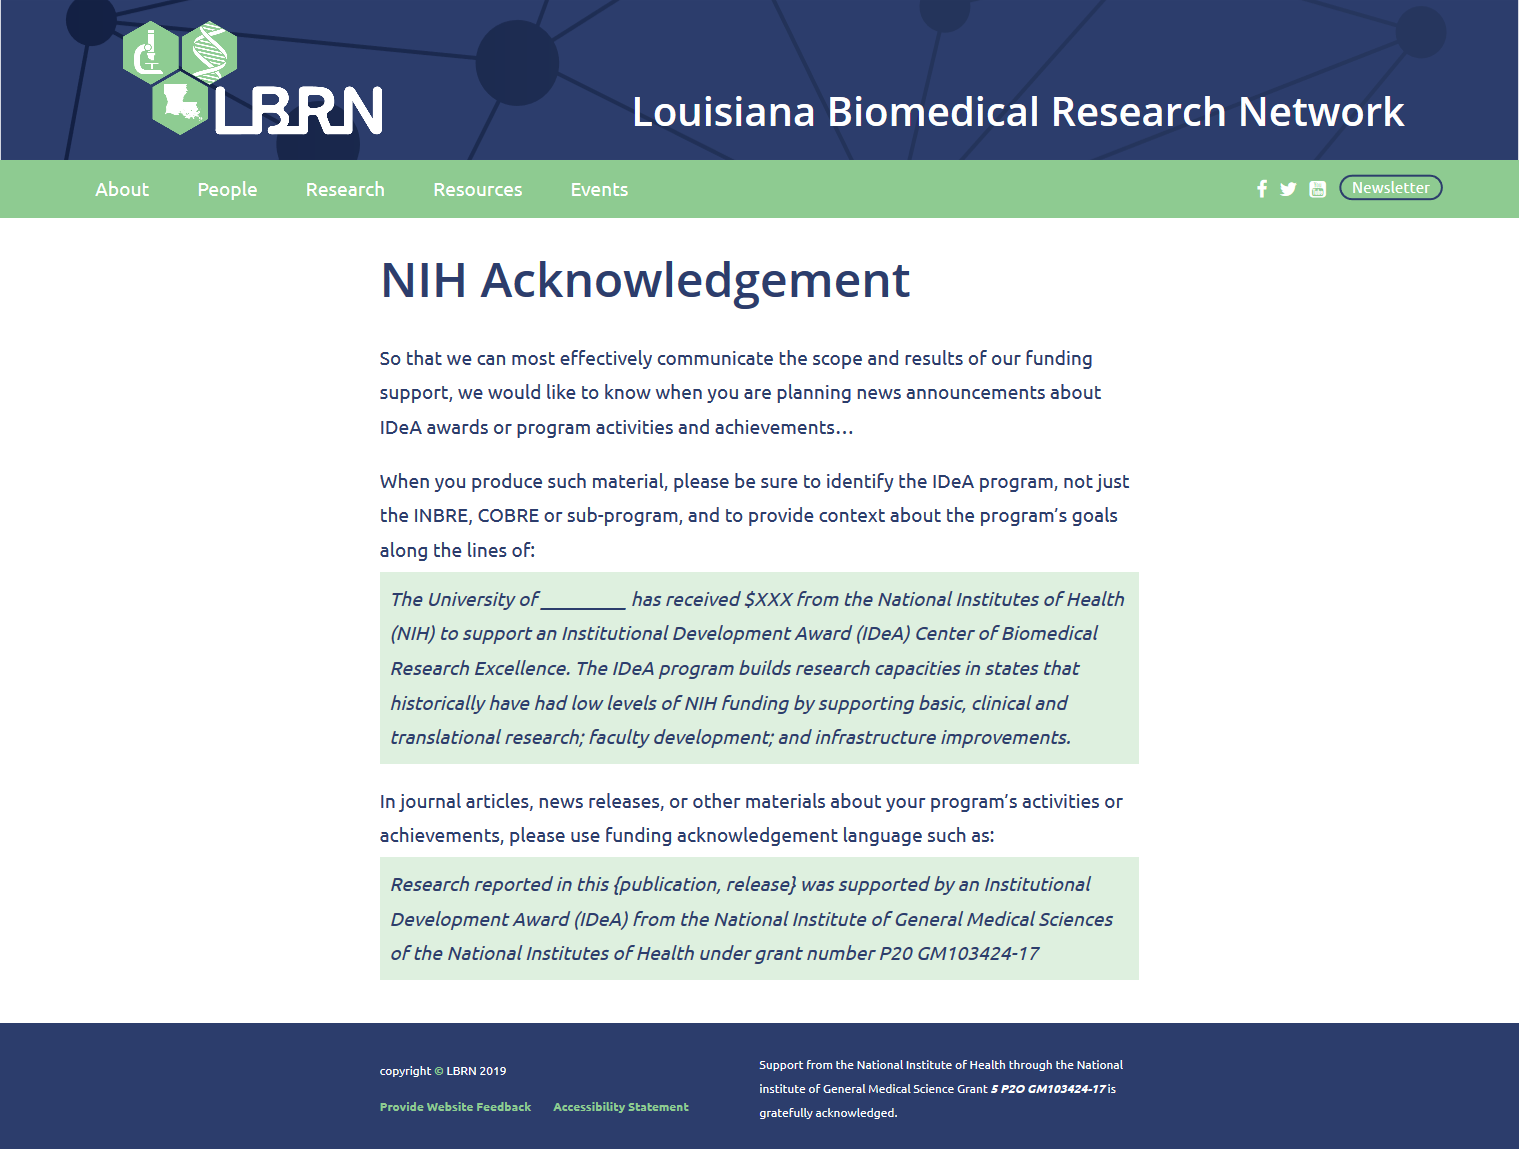 LBRN
Louisiana Biomedical Research Network
About People Research Resources Events Newsletter
NIH Acknowledgement
So that we can most effectively communicate the scope and results of our funding
support, we would like to know when you are planning news announcements about
IDeA awards or program activities and achievements…
When you produce such material, please be sure to identify the IDeA program, not just
the INBRE, COBRE or sub-program, and to provide context about the program’s goals
along the lines of:
The University of _________ has received $XXX from the National Institutes of Health
(NIH) to support an Institutional Development Award (IDeA) Center of Biomedical
Research Excellence. The IDeA program builds research capacities in states that
historically have had low levels of NIH funding by supporting basic, clinical and
translational research; faculty development; and infrastructure improvements.
In journal articles, news releases, or other materials about your program’s activities or
achievements, please use funding acknowledgement language such as:
Research reported in this {publication, release} was supported by an Institutional
Development Award (IDeA) from the National Institute of General Medical Sciences
of the National Institutes of Health under grant number P20 GM103424-17
copyright © LBRN 2019
Provide Website Feedback Accessibility Statement
Support from the National Institute of Health through the National
institute of General Medical Science Grant 5 P2O GM103424-17 is
gratefully acknowledged.